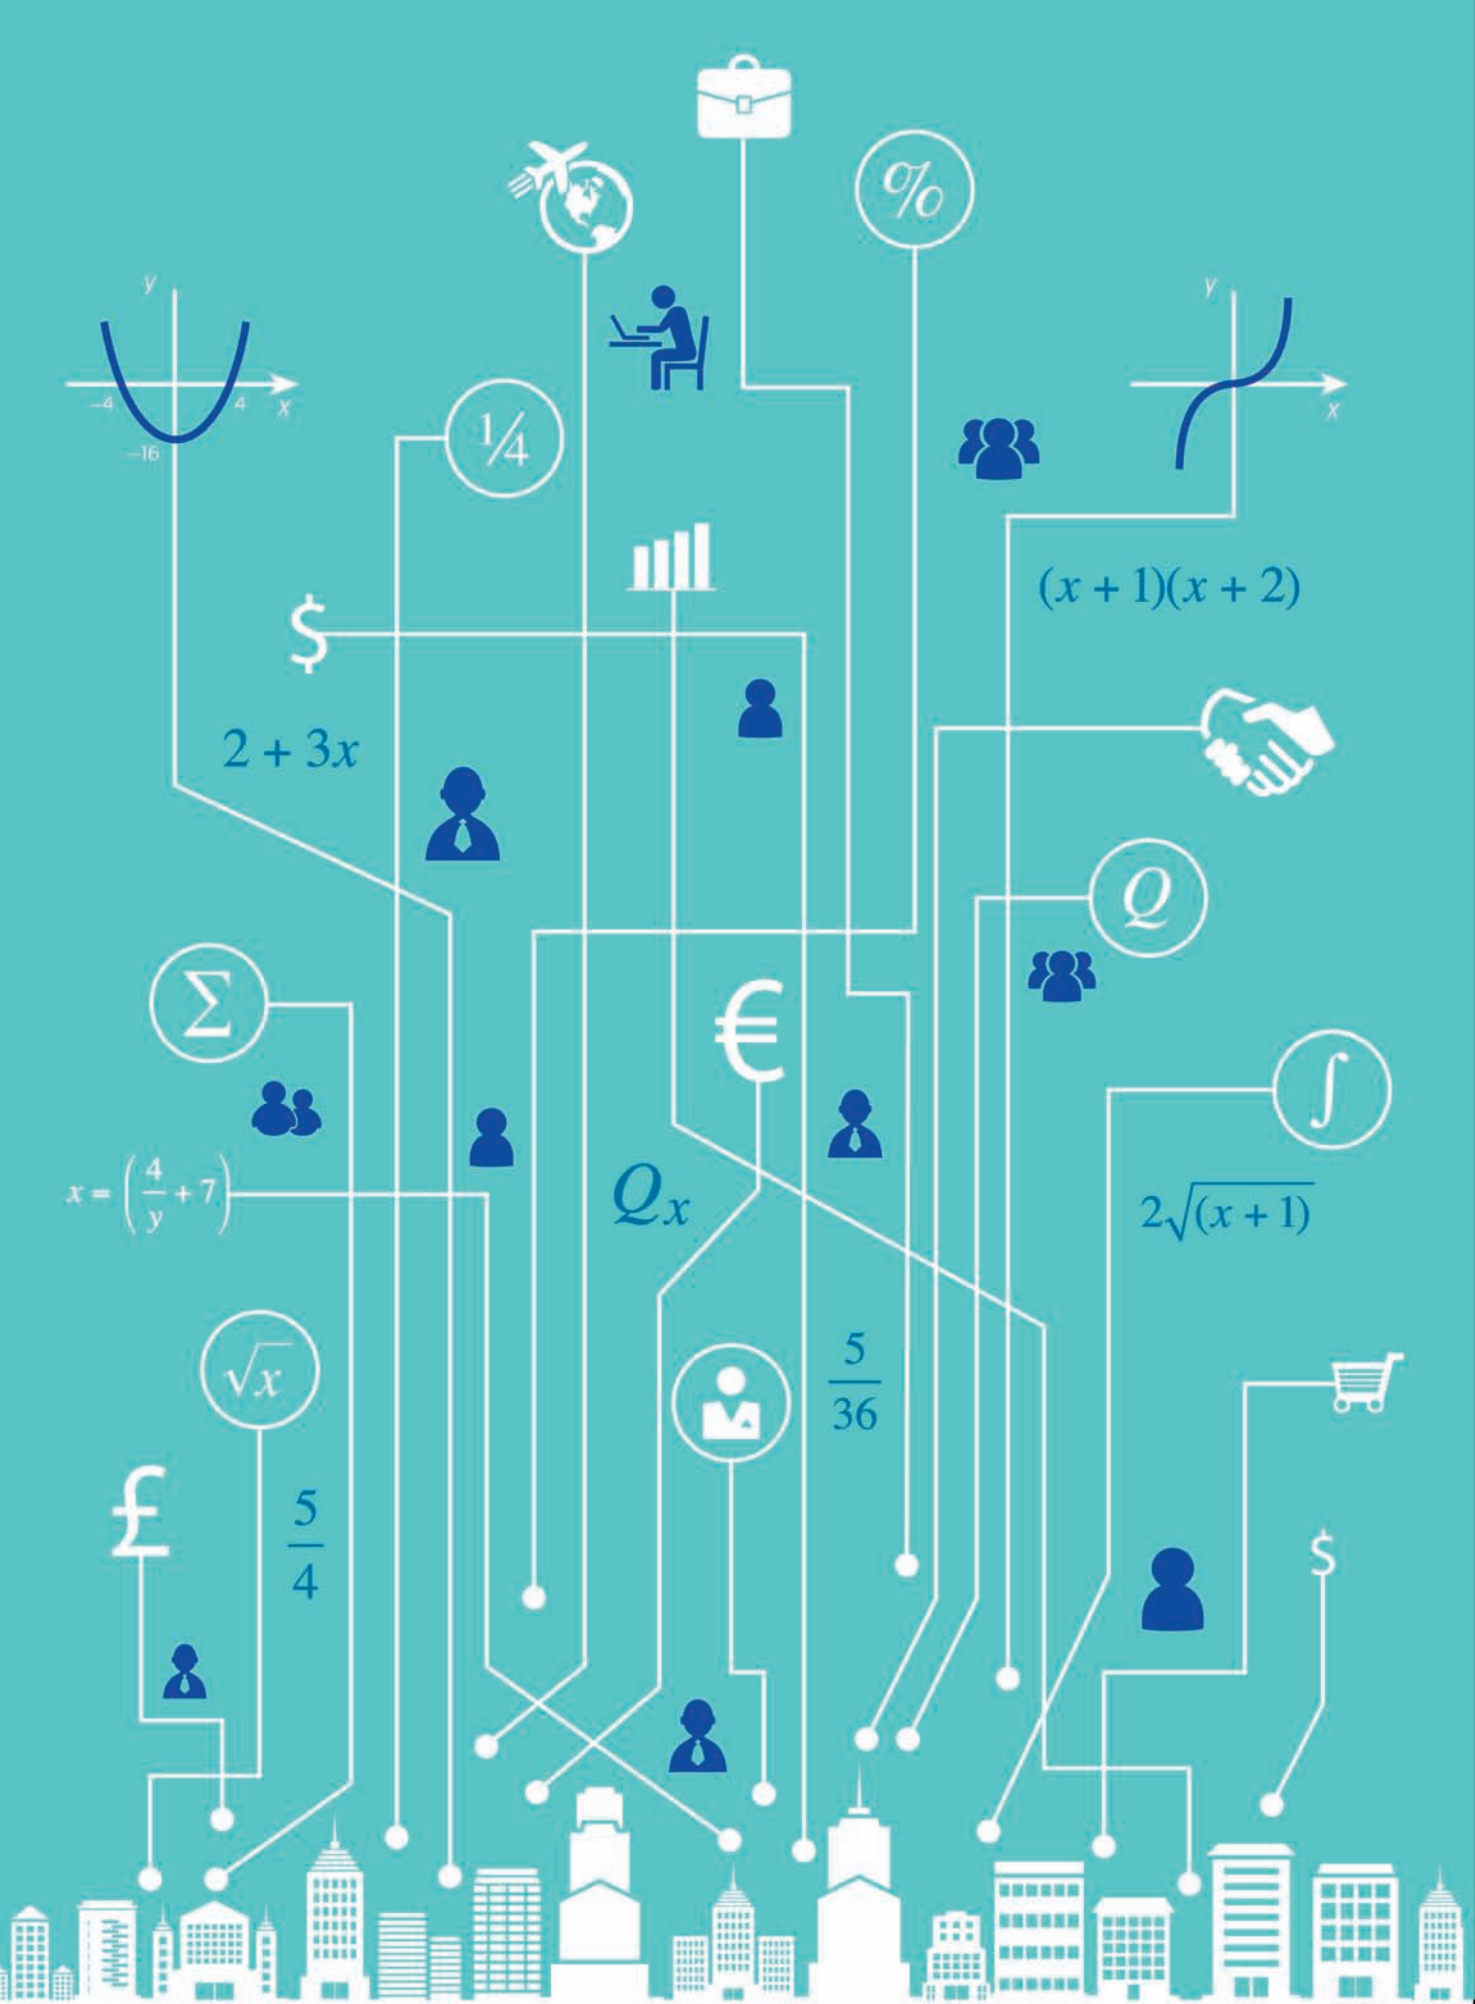 %
y
y
-4
4
x
-16
x
1/4
(x + 1)(x + 2)
$
2 + 3x
Q
Σ
€
∫
x = (4/y + 7)
Qx
2√(x + 1)
√x
5/36
£
5/4
$